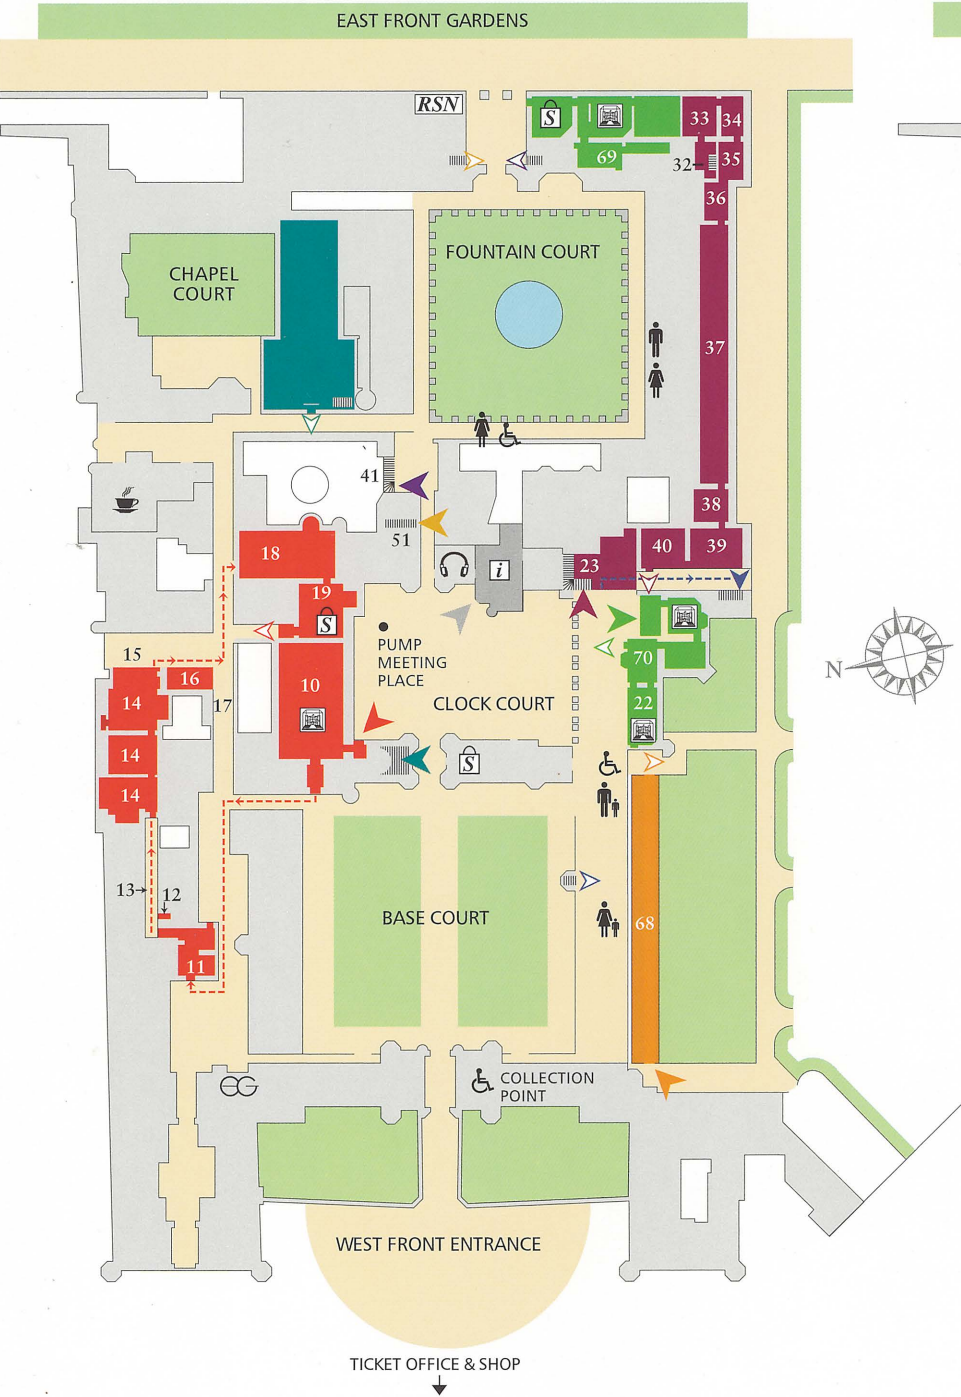 EAST FRONT GARDENS
RSN
S
33
34
69
32
35
36
FOUNTAIN COURT
CHAPEL
COURT
37
41
38
51
18
40
39
23
i
19
S
PUMP
MEETING
PLACE
15
16
17
10
14
70
22
CLOCK COURT
14
S
14
13
12
BASE COURT
68
11
N
EG
COLLECTION
POINT
WEST FRONT ENTRANCE
TICKET OFFICE & SHOP